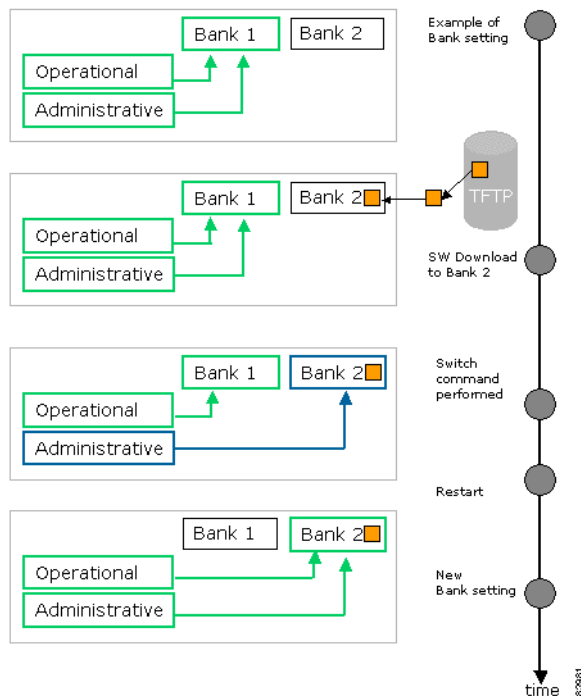 Bank 1
Bank 2
Operational
Administrative
Example of
Bank setting
Bank 1
Bank 2
Operational
Administrative
TFTP
SW Download
to Bank 2
Bank 1
Bank 2
Operational
Administrative
Switch
command
performed
Restart
Bank 1
Bank 2
Operational
Administrative
New
Bank setting
time
82961